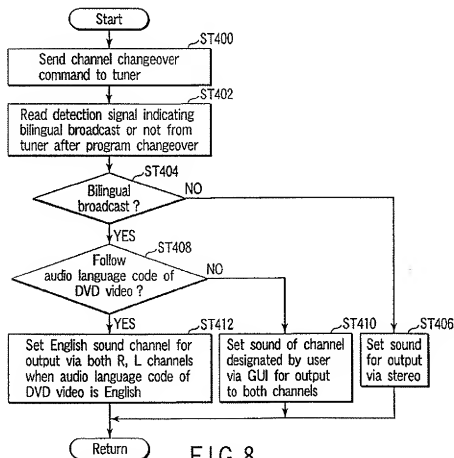 Start
ST400
Send channel changeover
command to tuner
ST402
Read detection signal indicating
bilingual broadcast or not from
tuner after program changeover
ST404
Bilingual
broadcast ?
NO
YES
ST408
Follow
audio language code of
DVD video ?
NO
YES
ST412
Set English sound channel for
output via both R, L channels
when audio language code of
DVD video is English
ST410
Set sound of channel
designated by user
via GUI for output
to both channels
ST406
Set sound
for output
via stereo
Return
FIG. 8